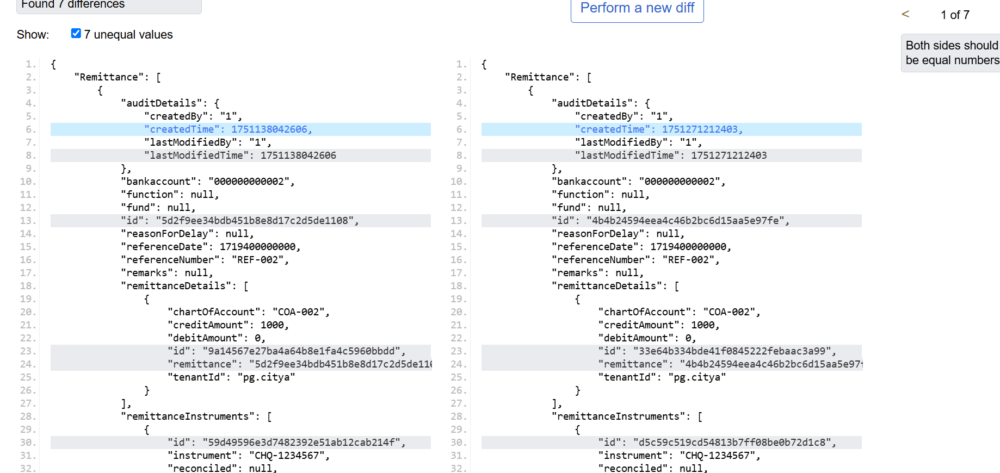 Found 7 differences
Perform a new diff
< 1 of 7
Show: 7 unequal values
Both sides should
be equal numbers
1. {
2. "Remittance": [
3. {
4. "auditDetails": {
5. "createdBy": "1",
6. "createdTime": 1751138042606,
7. "lastModifiedBy": "1",
8. "lastModifiedTime": 1751138042606
9. },
10. "bankaccount": "000000000002",
11. "function": null,
12. "fund": null,
13. "id": "5d2f9ee34bdb451b8e8d17c2d5de1108",
14. "reasonForDelay": null,
15. "referenceDate": 1719400000000,
16. "referenceNumber": "REF-002",
17. "remarks": null,
18. "remittanceDetails": [
19. {
20. "chartOfAccount": "COA-002",
21. "creditAmount": 1000,
22. "debitAmount": 0,
23. "id": "9a14567e27ba4a64b8e1fa4c5960bbdd",
24. "remittance": "5d2f9ee34bdb451b8e8d17c2d5de110
25. "tenantId": "pg.citya"
26. }
27. ],
28. "remittanceInstruments": [
29. {
30. "id": "59d49596e3d7482392e51ab12cab214f",
31. "instrument": "CHQ-1234567",
32. "reconciled": null,
1. {
2. "Remittance": [
3. {
4. "auditDetails": {
5. "createdBy": "1",
6. "createdTime": 1751271212403,
7. "lastModifiedBy": "1",
8. "lastModifiedTime": 1751271212403
9. },
10. "bankaccount": "000000000002",
11. "function": null,
12. "fund": null,
13. "id": "4b4b24594eea4c46b2bc6d15aa5e97fe",
14. "reasonForDelay": null,
15. "referenceDate": 1719400000000,
16. "referenceNumber": "REF-002",
17. "remarks": null,
18. "remittanceDetails": [
19. {
20. "chartOfAccount": "COA-002",
21. "creditAmount": 1000,
22. "debitAmount": 0,
23. "id": "33e64b334bde41f0845222febaac3a99",
24. "remittance": "4b4b24594eea4c46b2bc6d15aa5e97f
25. "tenantId": "pg.citya"
26. }
27. ],
28. "remittanceInstruments": [
29. {
30. "id": "d5c59c519cd54813b7ff08be0b72d1c8",
31. "instrument": "CHQ-1234567",
32. "reconciled": null,